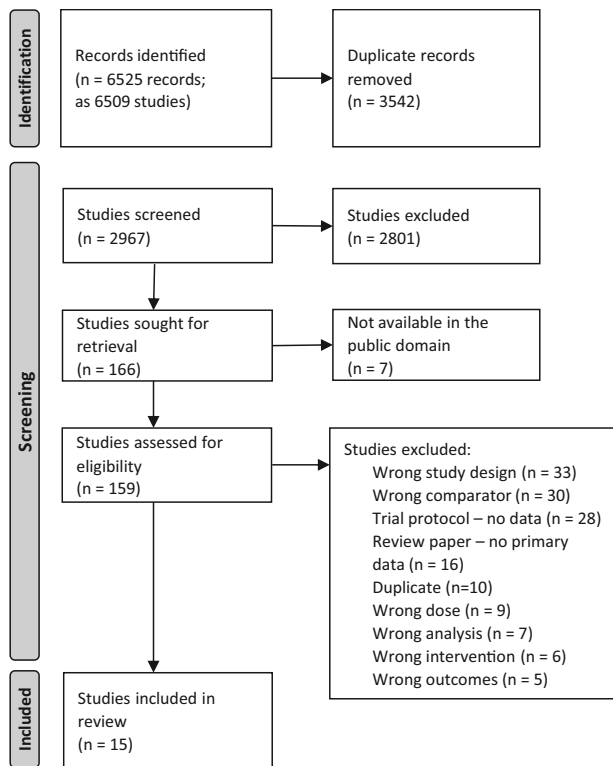 Identification
Records identified
(n = 6525 records;
as 6509 studies)
Duplicate records
removed
(n = 3542)
Screening
Studies screened
(n = 2967)
Studies excluded
(n = 2801)
Studies sought for
retrieval
(n = 166)
Not available in the
public domain
(n = 7)
Studies assessed for
eligibility
(n = 159)
Studies excluded:
Wrong study design (n = 33)
Wrong comparator (n = 30)
Trial protocol – no data (n = 28)
Review paper – no primary
data (n = 16)
Duplicate (n=10)
Wrong dose (n = 9)
Wrong analysis (n = 7)
Wrong intervention (n = 6)
Wrong outcomes (n = 5)
Included
Studies included in
review
(n = 15)